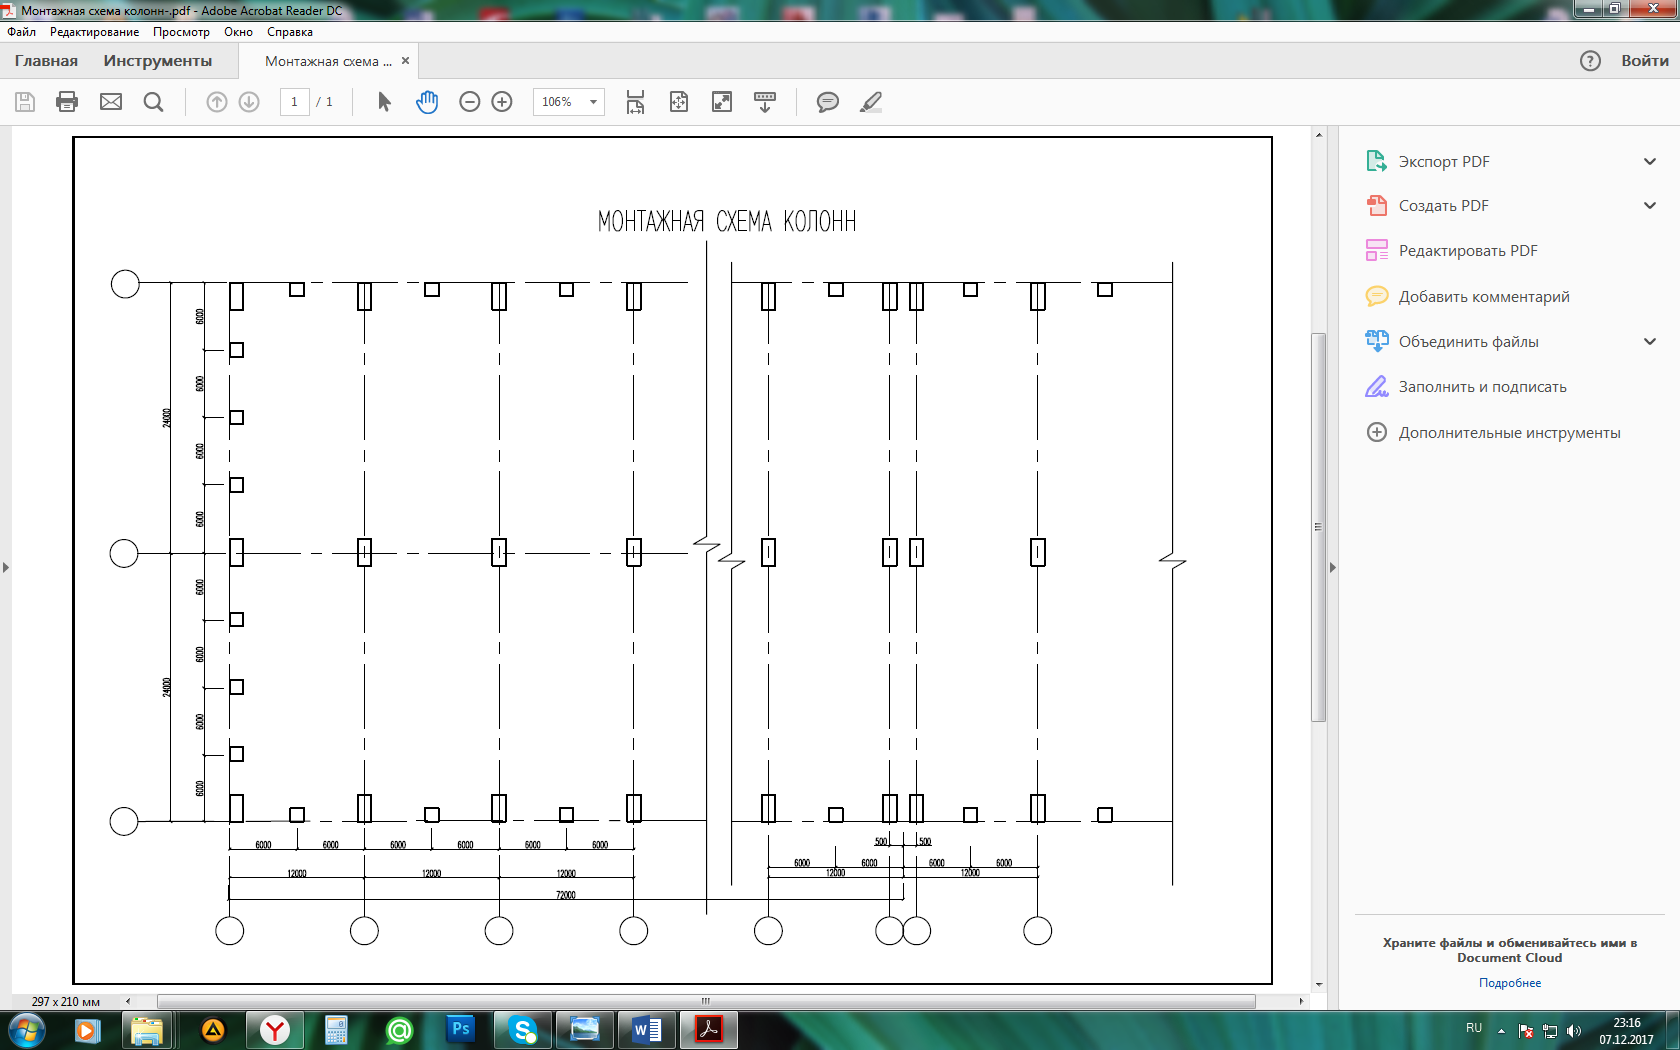 Монтажная схема колонн-.pdf - Adobe Acrobat Reader DC
Файл Редактирование Просмотр Окно Справка
Главная Инструменты Монтажная схема ... × ? Войти
1 / 1 106%
МОНТАЖНАЯ СХЕМА КОЛОНН
6000
6000
24000
6000
6000
6000
6000
24000
6000
6000
6000 6000 6000 6000 6000 6000
500 500
6000 6000 6000 6000
12000 12000 12000
12000 12000
72000
297 x 210 мм
Экспорт PDF
Создать PDF
Редактировать PDF
Добавить комментарий
Объединить файлы
Заполнить и подписать
Дополнительные инструменты
Храните файлы и обменивайтесь ими в
Document Cloud
Подробнее
Ps
RU
23:16
07.12.2017